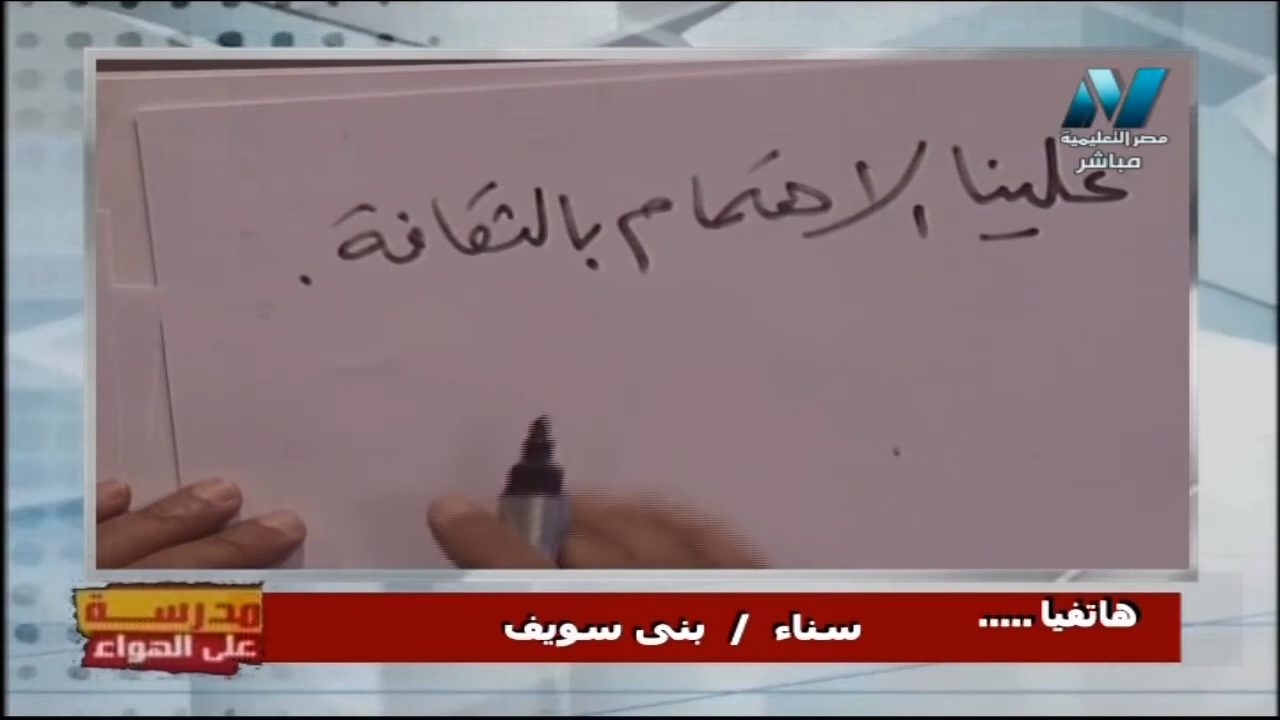 مصر التعليمية
مباشر
علينا الاهتمام بالثقافة .
هاتفيا .....
سناء / بنى سويف
مدرسة
على الهواء